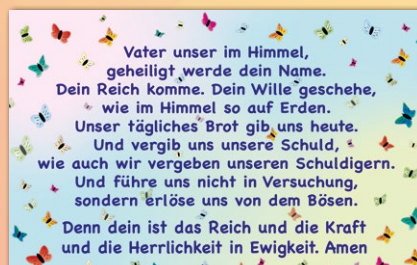 Vater unser im Himmel,
geheiligt werde dein Name.
Dein Reich komme. Dein Wille geschehe,
wie im Himmel so auf Erden.
Unser tägliches Brot gib uns heute.
Und vergib uns unsere Schuld,
wie auch wir vergeben unseren Schuldigern.
Und führe uns nicht in Versuchung,
sondern erlöse uns von dem Bösen.
Denn dein ist das Reich und die Kraft
und die Herrlichkeit in Ewigkeit. Amen